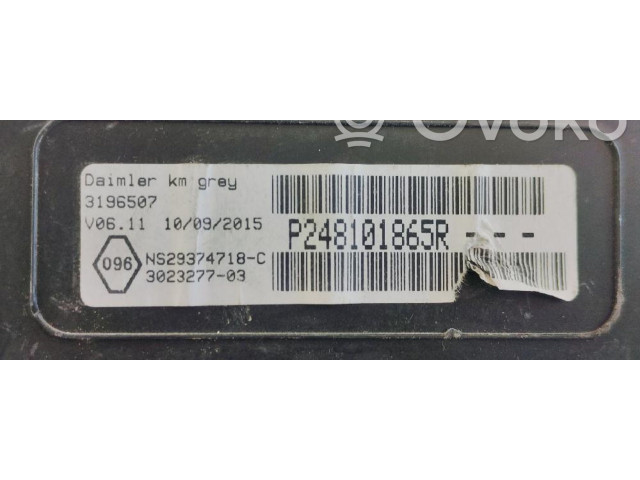 OVOKO
Daimler km grey
3196507
V06.11 10/09/2015
P248101865R - - -
096
NS29374718-C
3023277-03